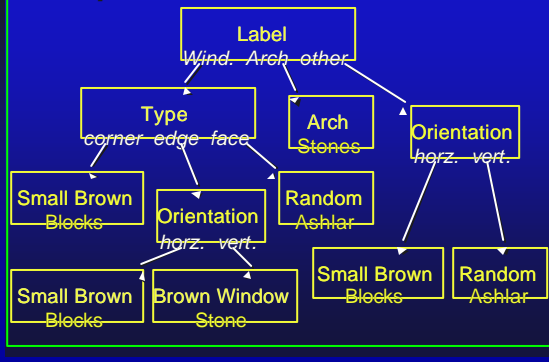 Label
Wind. Arch other
Type
corner edge face
Arch
Stones
Orientation
horz. vert.
Small Brown
Blocks
Orientation
horz. vert.
Random
Ashlar
Small Brown
Blocks
Brown Window
Stone
Small Brown
Blocks
Random
Ashlar